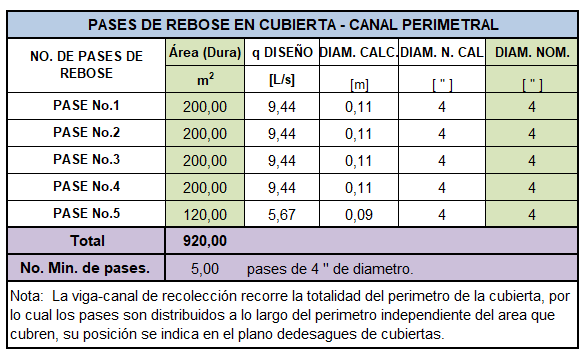 PASES DE REBOSE EN CUBIERTA - CANAL PERIMETRAL
NO. DE PASES DE REBOSE Área (Dura) q DISEÑO DIAM. CALC. DIAM. N. CAL DIAM. NOM.
m² [L/s] [m] [ " ] [ " ]
PASE No.1 200,00 9,44 0,11 4 4
PASE No.2 200,00 9,44 0,11 4 4
PASE No.3 200,00 9,44 0,11 4 4
PASE No.4 200,00 9,44 0,11 4 4
PASE No.5 120,00 5,67 0,09 4 4
Total 920,00
No. Min. de pases. 5,00 pases de 4 " de diametro.
Nota: La viga-canal de recolección recorre la totalidad del perimetro de la cubierta, por
lo cual los pases son distribuidos a lo largo del perimetro independiente del area que
cubren, su posición se indica en el plano dedesagues de cubiertas.